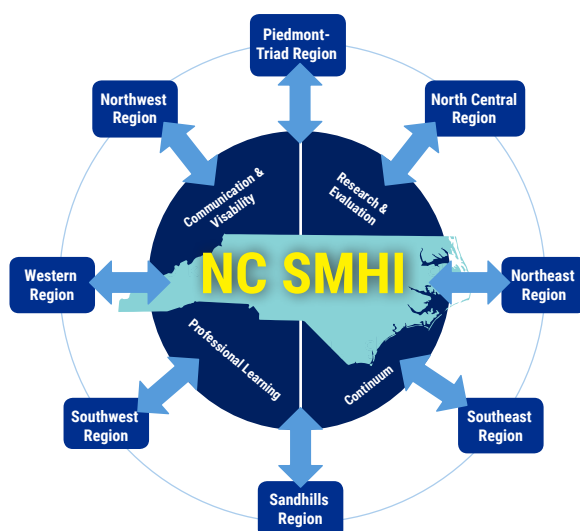 Piedmont-
Triad Region
Northwest
Region
North Central
Region
Communication &
Visability
Research &
Evaluation
NC SMHI
Western
Region
Northeast
Region
Professional Learning
Continuum
Southwest
Region
Southeast
Region
Sandhills
Region